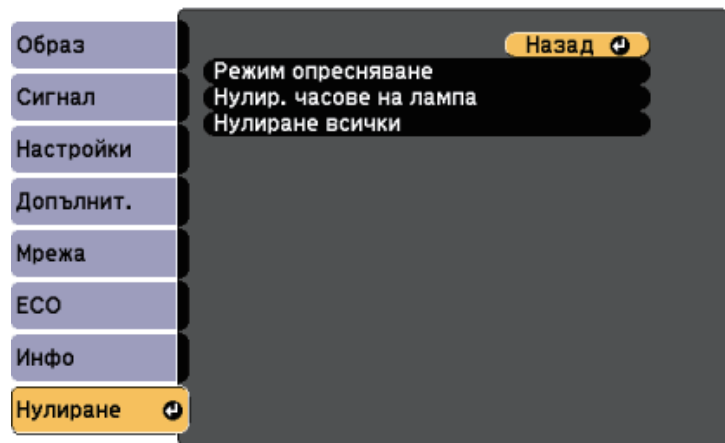 Образ
Сигнал
Настройки
Допълнит.
Мрежа
ECO
Инфо
Нулиране
Назад
Режим опресняване
Нулир. часове на лампа
Нулиране всички